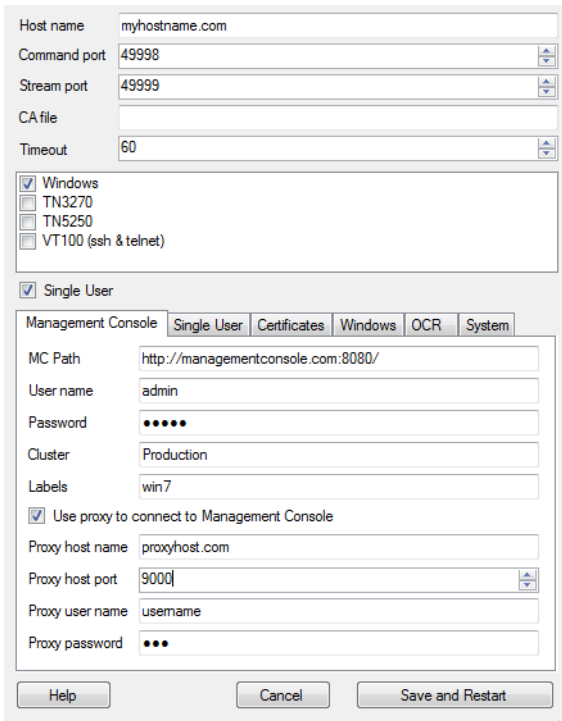 Host name myhostname.com
Command port 49998
Stream port 49999
CA file
Timeout 60
Windows
TN3270
TN5250
VT100 (ssh & telnet)
Single User
Management Console Single User Certificates Windows OCR System
MC Path http://managementconsole.com:8080/
User name admin
Password •••••
Cluster Production
Labels win7
Use proxy to connect to Management Console
Proxy host name proxyhost.com
Proxy host port 9000
Proxy user name username
Proxy password •••
Help Cancel Save and Restart